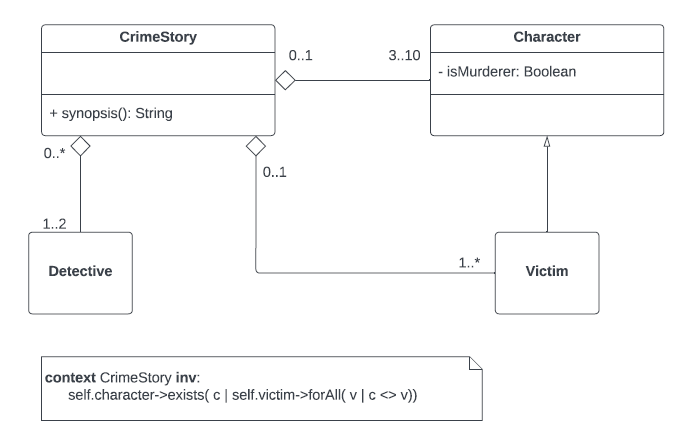 CrimeStory
Character
0..1
3..10
- isMurderer: Boolean
+ synopsis(): String
0..*
0..1
1..2
1..*
Detective
Victim
context CrimeStory inv:
self.character->exists( c | self.victim->forAll( v | c <> v))